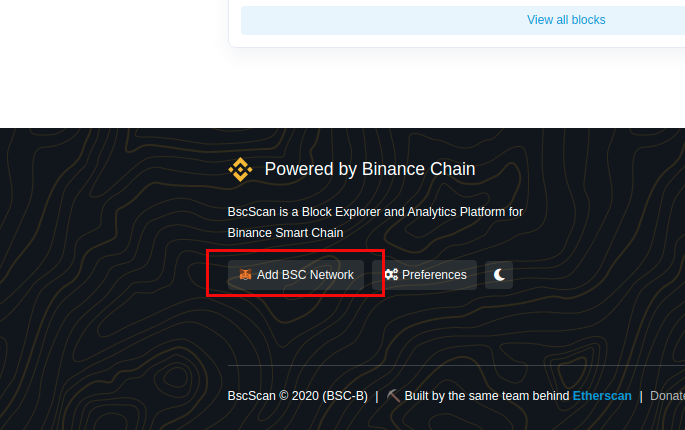 View all blocks
Powered by Binance Chain
BscScan is a Block Explorer and Analytics Platform for
Binance Smart Chain
Add BSC Network Preferences
BscScan © 2020 (BSC-B) | Built by the same team behind Etherscan | Donate